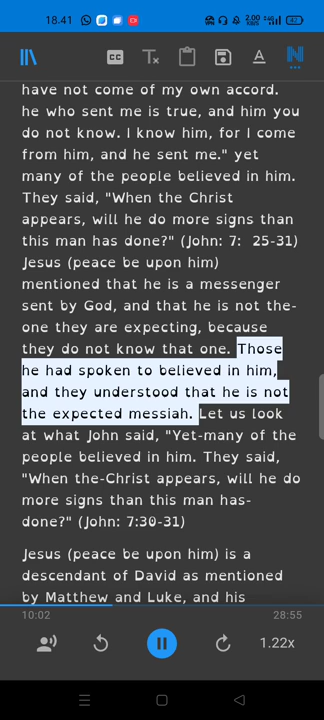 18.41
2.00
KB/s
4G
42
CC
T
A
N
have not come of my own accord.
he who sent me is true, and him you
do not know. I know him, for I come
from him, and he sent me." yet
many of the people believed in him.
They said, "When the Christ
appears, will he do more signs than
this man has done?" (John: 7:  25-31)
Jesus (peace be upon him)
mentioned that he is a messenger
sent by God, and that he is not the-
one they are expecting, because
they do not know that one. Those
he had spoken to believed in him,
and they understood that he is not
the expected messiah. Let us look
at what John said, "Yet-many of the
people believed in him. They said,
"When the-Christ appears, will he do
more signs than this man has-
done?" (John: 7:30-31)
Jesus (peace be upon him) is a
descendant of David as mentioned
by Matthew and Luke, and his
10:02
28:55
1.22x